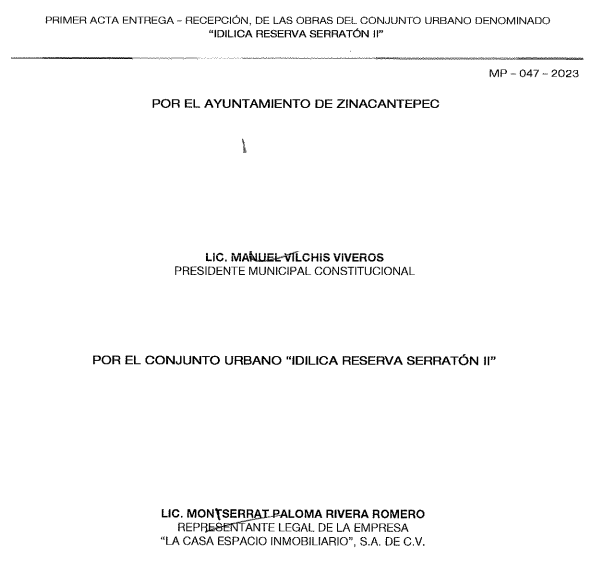 PRIMER ACTA ENTREGA – RECEPCIÓN, DE LAS OBRAS DEL CONJUNTO URBANO DENOMINADO
"IDILICA RESERVA SERRATÓN II"
MP – 047 – 2023
POR EL AYUNTAMIENTO DE ZINACANTEPEC
LIC. MANUEL VILCHIS VIVEROS
PRESIDENTE MUNICIPAL CONSTITUCIONAL
POR EL CONJUNTO URBANO "IDILICA RESERVA SERRATÓN II"
LIC. MONTSERRAT PALOMA RIVERA ROMERO
REPRESENTANTE LEGAL DE LA EMPRESA
"LA CASA ESPACIO INMOBILIARIO", S.A. DE C.V.